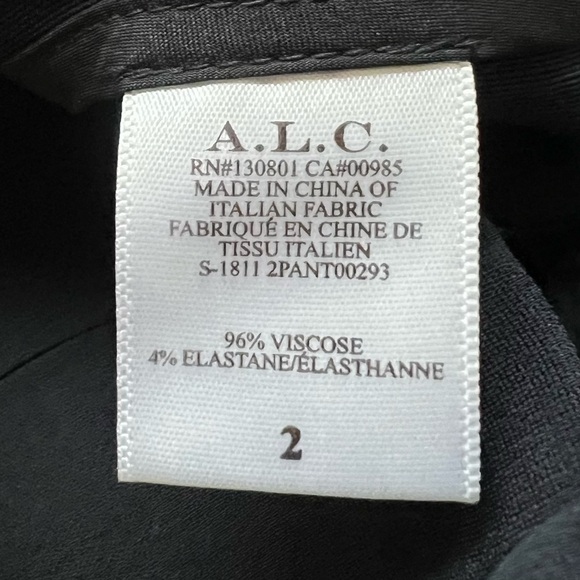 A.L.C.
RN#130801 CA#00985
MADE IN CHINA OF
ITALIAN FABRIC
FABRIQUÉ EN CHINE DE
TISSU ITALIEN
S-1811 2PANT00293
96% VISCOSE
4% ELASTANE/ÉLASTHANNE
2